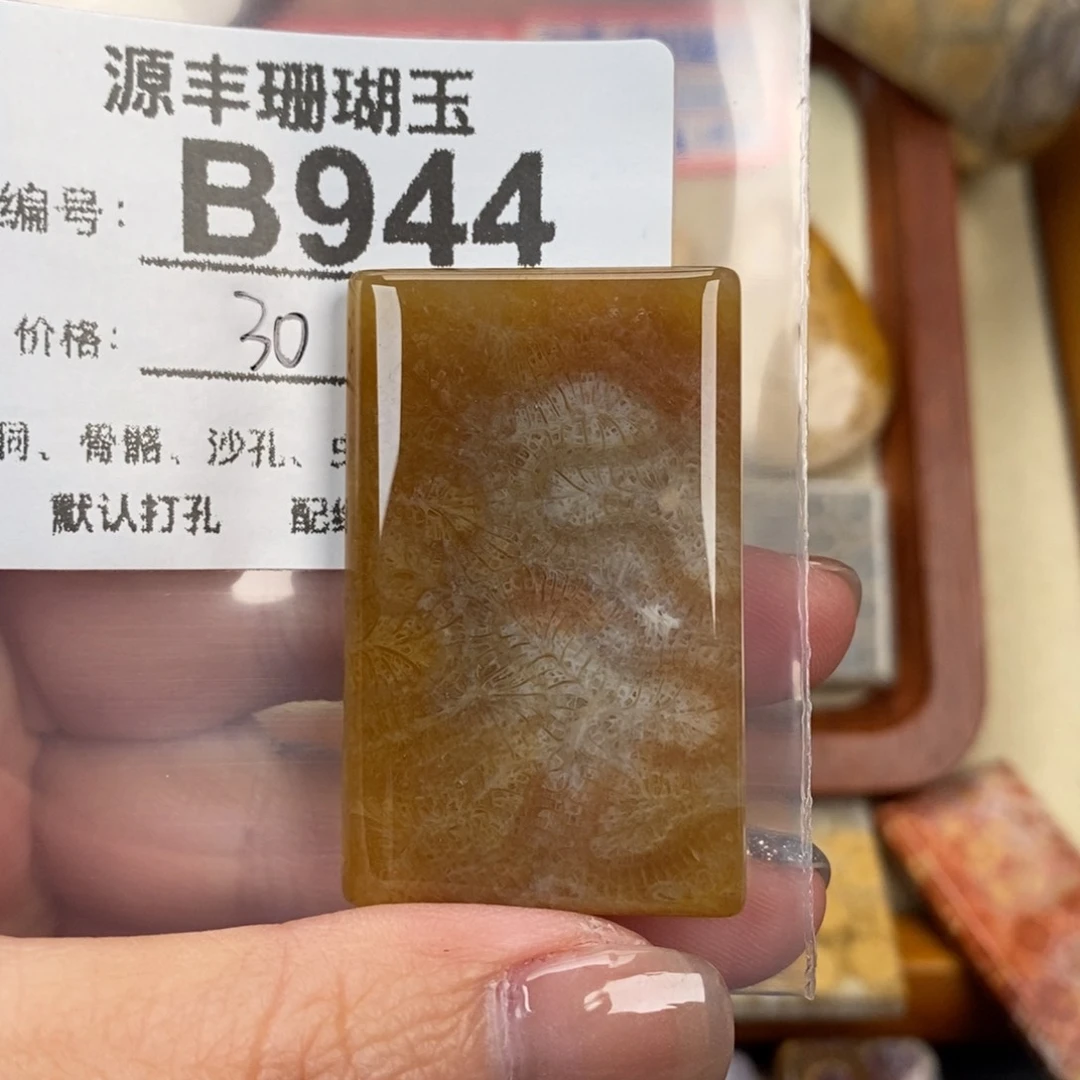 源丰珊瑚玉
编号： B944
价格： 30
洞、骨骼、沙孔、
默认打孔 配